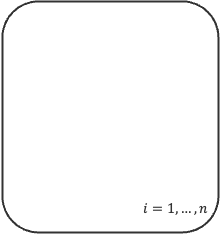 i = 1, ..., n